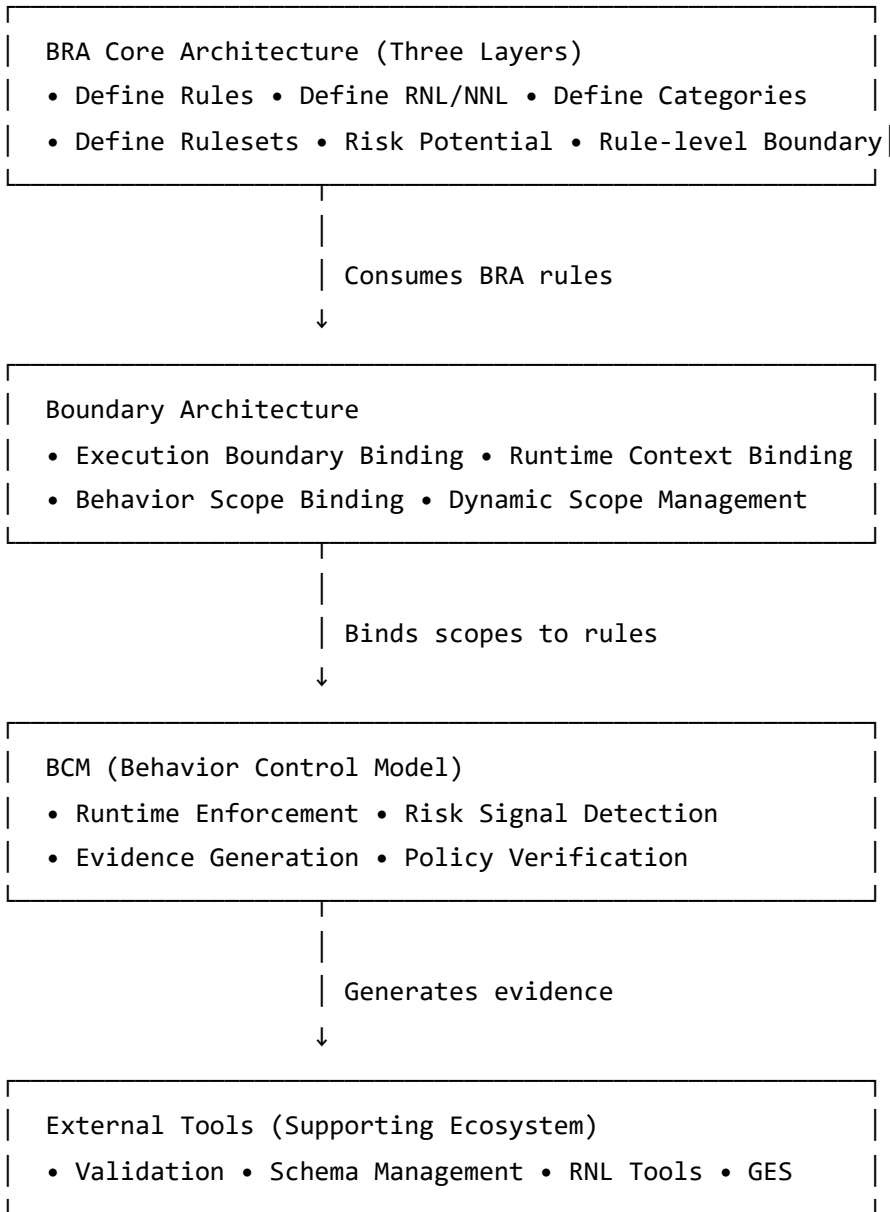 BRA Core Architecture (Three Layers)
• Define Rules • Define RNL/NNL • Define Categories
• Define Rulesets • Risk Potential • Rule-level Boundary
Consumes BRA rules
↓
Boundary Architecture
• Execution Boundary Binding • Runtime Context Binding
• Behavior Scope Binding • Dynamic Scope Management
Binds scopes to rules
↓
BCM (Behavior Control Model)
• Runtime Enforcement • Risk Signal Detection
• Evidence Generation • Policy Verification
Generates evidence
↓
External Tools (Supporting Ecosystem)
• Validation • Schema Management • RNL Tools • GES